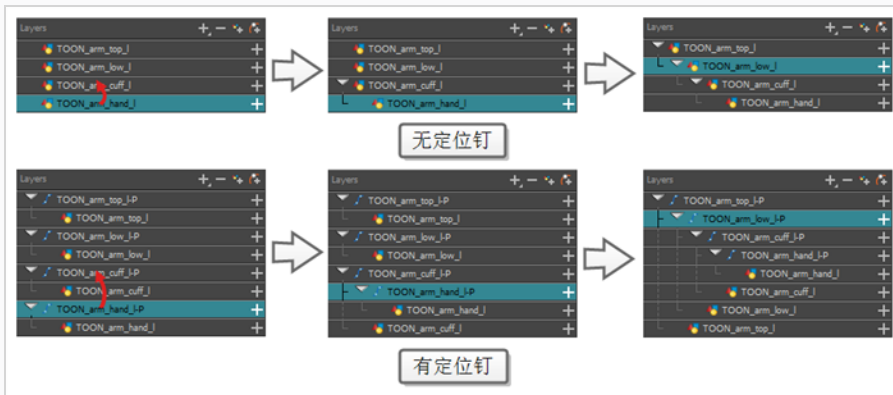 Layers
TOON_arm_top_l
TOON_arm_low_l
TOON_arm_cuff_l
TOON_arm_hand_l
Layers
TOON_arm_top_l
TOON_arm_low_l
TOON_arm_cuff_l
TOON_arm_hand_l
Layers
TOON_arm_top_l
TOON_arm_low_l
TOON_arm_cuff_l
TOON_arm_hand_l
无定位钉
Layers
TOON_arm_top_l-P
TOON_arm_top_l
TOON_arm_low_l-P
TOON_arm_low_l
TOON_arm_cuff_l-P
TOON_arm_cuff_l
TOON_arm_hand_l-P
TOON_arm_hand_l
Layers
TOON_arm_top_l-P
TOON_arm_top_l
TOON_arm_low_l-P
TOON_arm_low_l
TOON_arm_cuff_l-P
TOON_arm_hand_l-P
TOON_arm_hand_l
TOON_arm_cuff_l
Layers
TOON_arm_top_l-P
TOON_arm_low_l-P
TOON_arm_cuff_l-P
TOON_arm_hand_l-P
TOON_arm_hand_l
TOON_arm_cuff_l
TOON_arm_low_l
TOON_arm_top_l
有定位钉